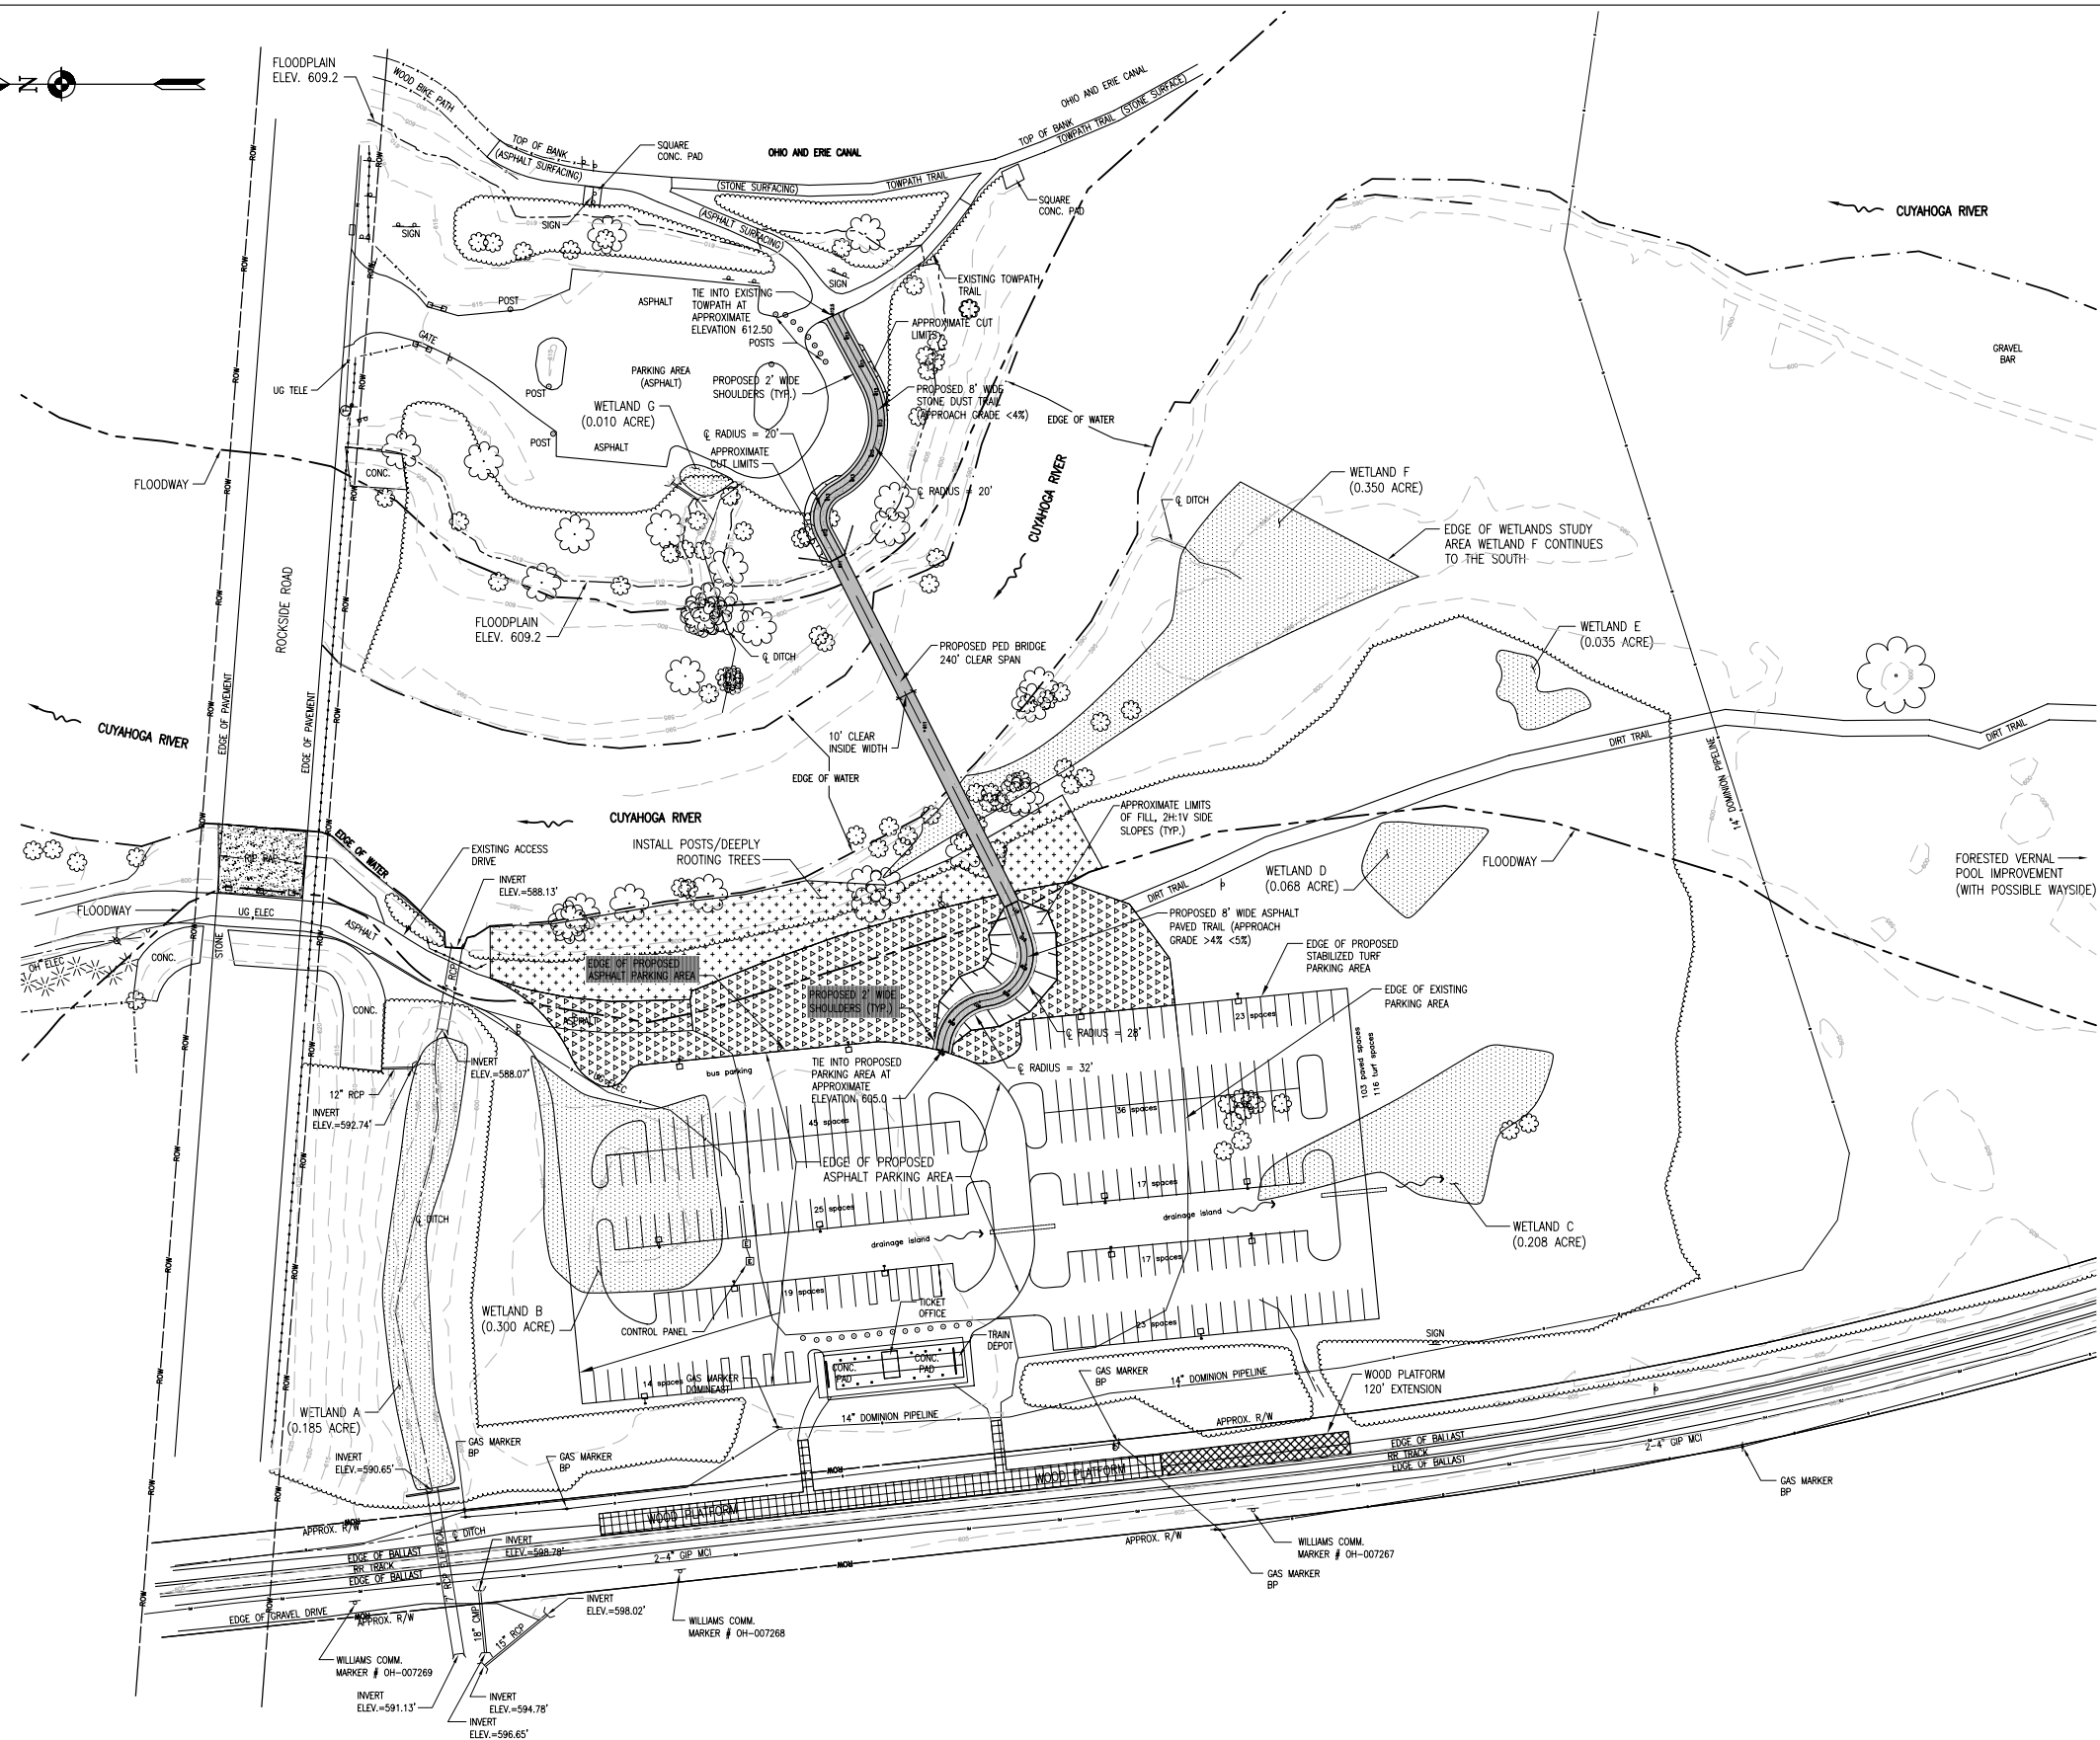 N
FLOODPLAIN
ELEV. 609.2
WOOD BIKE PATH
TOP OF BANK
(ASPHALT SURFACING)
SQUARE
CONC. PAD
OHIO AND ERIE CANAL
(STONE SURFACING)
TOWPATH TRAIL
TOP OF BANK
OHIO AND ERIE CANAL
TOWPATH TRAIL (STONE SURFACE)
SQUARE
CONC. PAD
CUYAHOGA RIVER
SIGN
SIGN
(ASPHALT SURFACING)
SIGN
EXISTING TOWPATH
TRAIL
TIE INTO EXISTING
TOWPATH AT
APPROXIMATE
ELEVATION 612.50
POSTS
ASPHALT
POST
GATE
APPROXIMATE CUT
LIMITS
GRAVEL
BAR
UG TELE
POST
PARKING AREA
(ASPHALT)
PROPOSED 2' WIDE
SHOULDERS (TYP.)
PROPOSED 8' WIDE
STONE DUST TRAIL
(APPROACH GRADE <4%)
EDGE OF WATER
WETLAND G
(0.010 ACRE)
℄ RADIUS = 20'
APPROXIMATE
CUT LIMITS
POST
ASPHALT
CONC.
FLOODWAY
℄ RADIUS = 20'
CUYAHOGA RIVER
℄ DITCH
WETLAND F
(0.350 ACRE)
EDGE OF WETLANDS STUDY
AREA WETLAND F CONTINUES
TO THE SOUTH
ROCKSIDE ROAD
FLOODPLAIN
ELEV. 609.2
℄ DITCH
PROPOSED PED BRIDGE
240' CLEAR SPAN
WETLAND E
(0.035 ACRE)
EDGE OF PAVEMENT
EDGE OF PAVEMENT
CUYAHOGA RIVER
10' CLEAR
INSIDE WIDTH
EDGE OF WATER
DIRT TRAIL
DIRT TRAIL
14" DOMINION PIPELINE
CUYAHOGA RIVER
INSTALL POSTS/DEEPLY
ROOTING TREES
APPROXIMATE LIMITS
OF FILL, 2H:1V SIDE
SLOPES (TYP.)
RIP RAP
EDGE OF WATER
EXISTING ACCESS
DRIVE
INVERT
ELEV.=588.13'
WETLAND D
(0.068 ACRE)
FLOODWAY
FORESTED VERNAL
POOL IMPROVEMENT
(WITH POSSIBLE WAYSIDE)
DIRT TRAIL
FLOODWAY
UG ELEC
STONE
ASPHALT
PROPOSED 8' WIDE ASPHALT
PAVED TRAIL (APPROACH
GRADE >4% <5%)
EDGE OF PROPOSED
STABILIZED TURF
PARKING AREA
EDGE OF EXISTING
PARKING AREA
OH ELEC
CONC.
RCP
EDGE OF PROPOSED
ASPHALT PARKING AREA
PROPOSED 2' WIDE
SHOULDERS (TYP.)
CONC.
ASPHALT
23 spaces
℄ RADIUS = 28'
103 paved spaces
116 turf spaces
INVERT
ELEV.=588.07'
UG ELEC
bus parking
TIE INTO PROPOSED
PARKING AREA AT
APPROXIMATE
ELEVATION 605.0
℄ RADIUS = 32'
12" RCP
INVERT
ELEV.=592.74'
45 spaces
36 spaces
EDGE OF PROPOSED
ASPHALT PARKING AREA
17 spaces
℄ DITCH
25 spaces
drainage island
drainage island
WETLAND C
(0.208 ACRE)
17 spaces
WETLAND B
(0.300 ACRE)
19 spaces
TICKET
OFFICE
CONTROL PANEL
23 spaces
TRAIN
DEPOT
SIGN
CONC.
PAD
CONC.
PAD
14 spaces
GAS MARKER
DOMINEAST
GAS MARKER
BP
14" DOMINION PIPELINE
WOOD PLATFORM
120' EXTENSION
WETLAND A
(0.185 ACRE)
14" DOMINION PIPELINE
APPROX. R/W
GAS MARKER
BP
GAS MARKER
BP
INVERT
ELEV.=590.65'
EDGE OF BALLAST
RR TRACK
EDGE OF BALLAST
2-4" GIP MCI
WOOD PLATFORM
WOOD PLATFORM
GAS MARKER
BP
APPROX. R/W
℄ DITCH
INVERT
ELEV.=598.78'
EDGE OF BALLAST
RR TRACK
EDGE OF BALLAST
2-4" GIP MCI
APPROX. R/W
WILLIAMS COMM.
MARKER # OH-007267
GAS MARKER
BP
EDGE OF GRAVEL DRIVE
APPROX. R/W
18" CMP
15" RCP
INVERT
ELEV.=598.02'
WILLIAMS COMM.
MARKER # OH-007268
WILLIAMS COMM.
MARKER # OH-007269
INVERT
ELEV.=591.13'
INVERT
ELEV.=594.78'
INVERT
ELEV.=596.65'